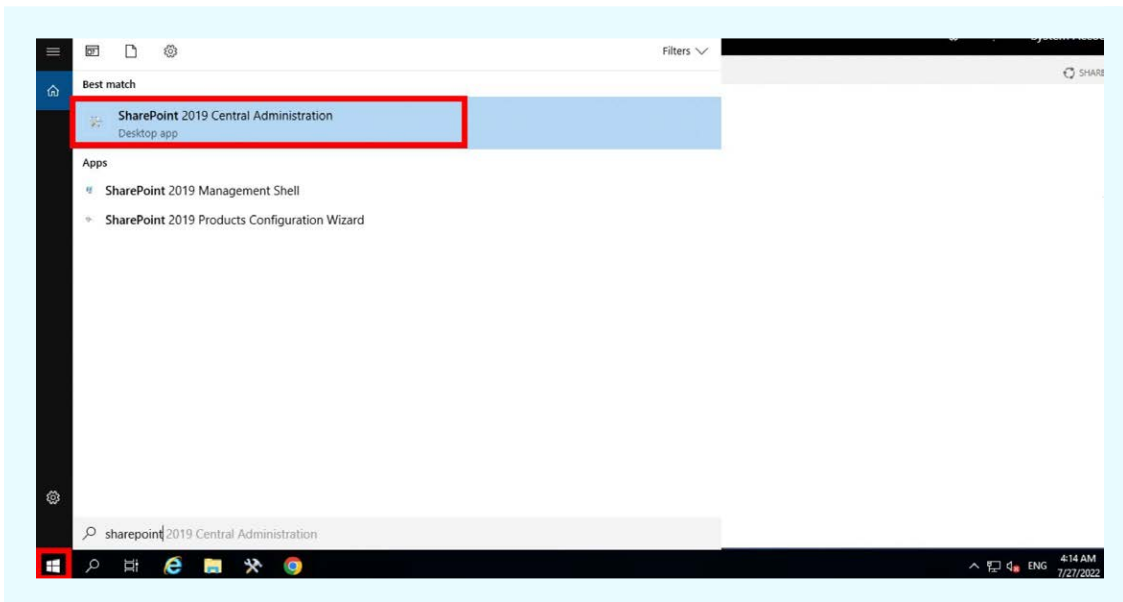 Filters
SHARE
Best match
SharePoint 2019 Central Administration
Desktop app
Apps
SharePoint 2019 Management Shell
SharePoint 2019 Products Configuration Wizard
sharepoint 2019 Central Administration
ENG
4:14 AM
7/27/2022